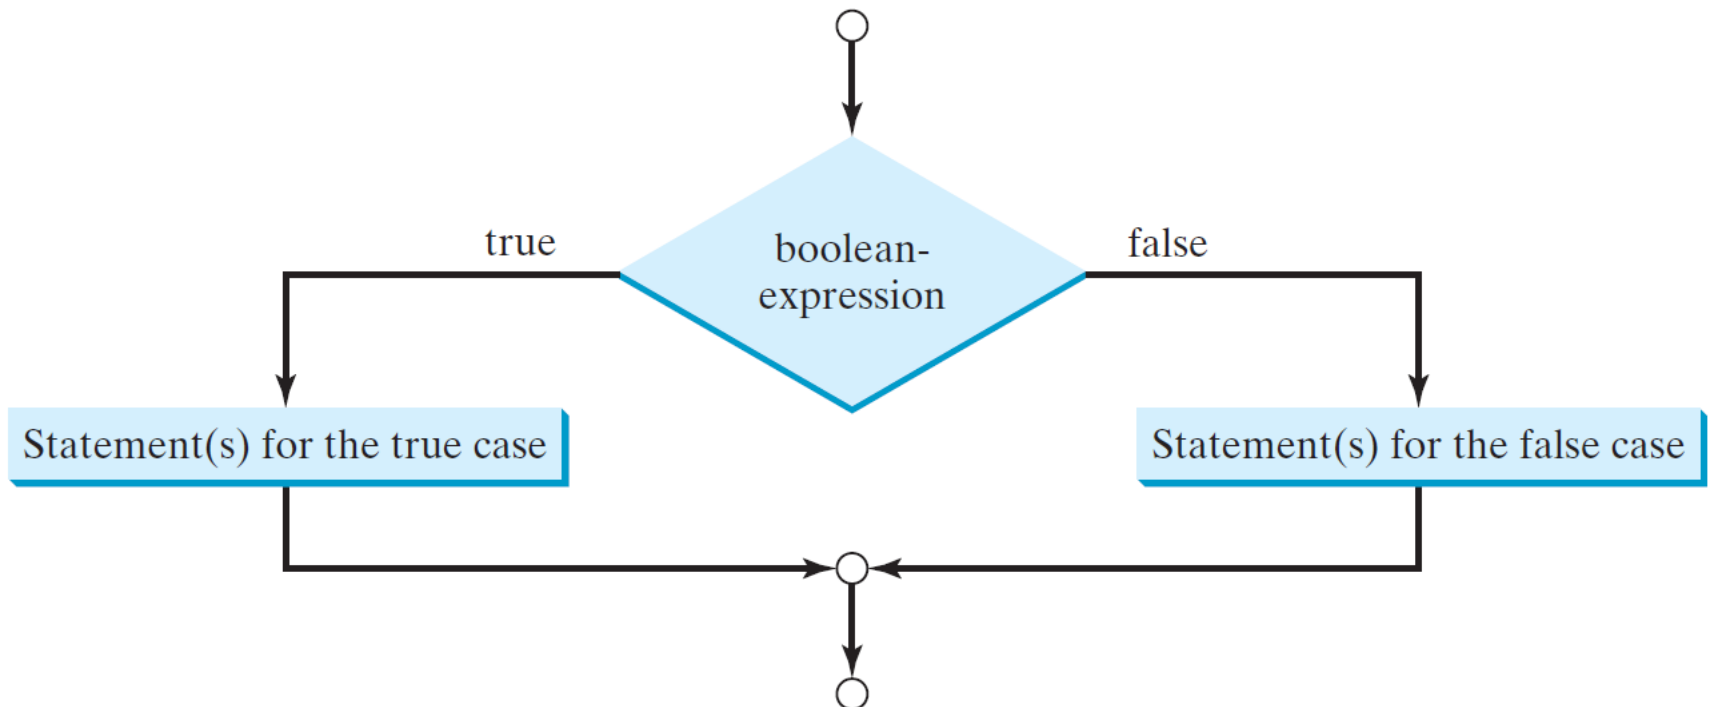 true
boolean-
expression
false
Statement(s) for the true case
Statement(s) for the false case